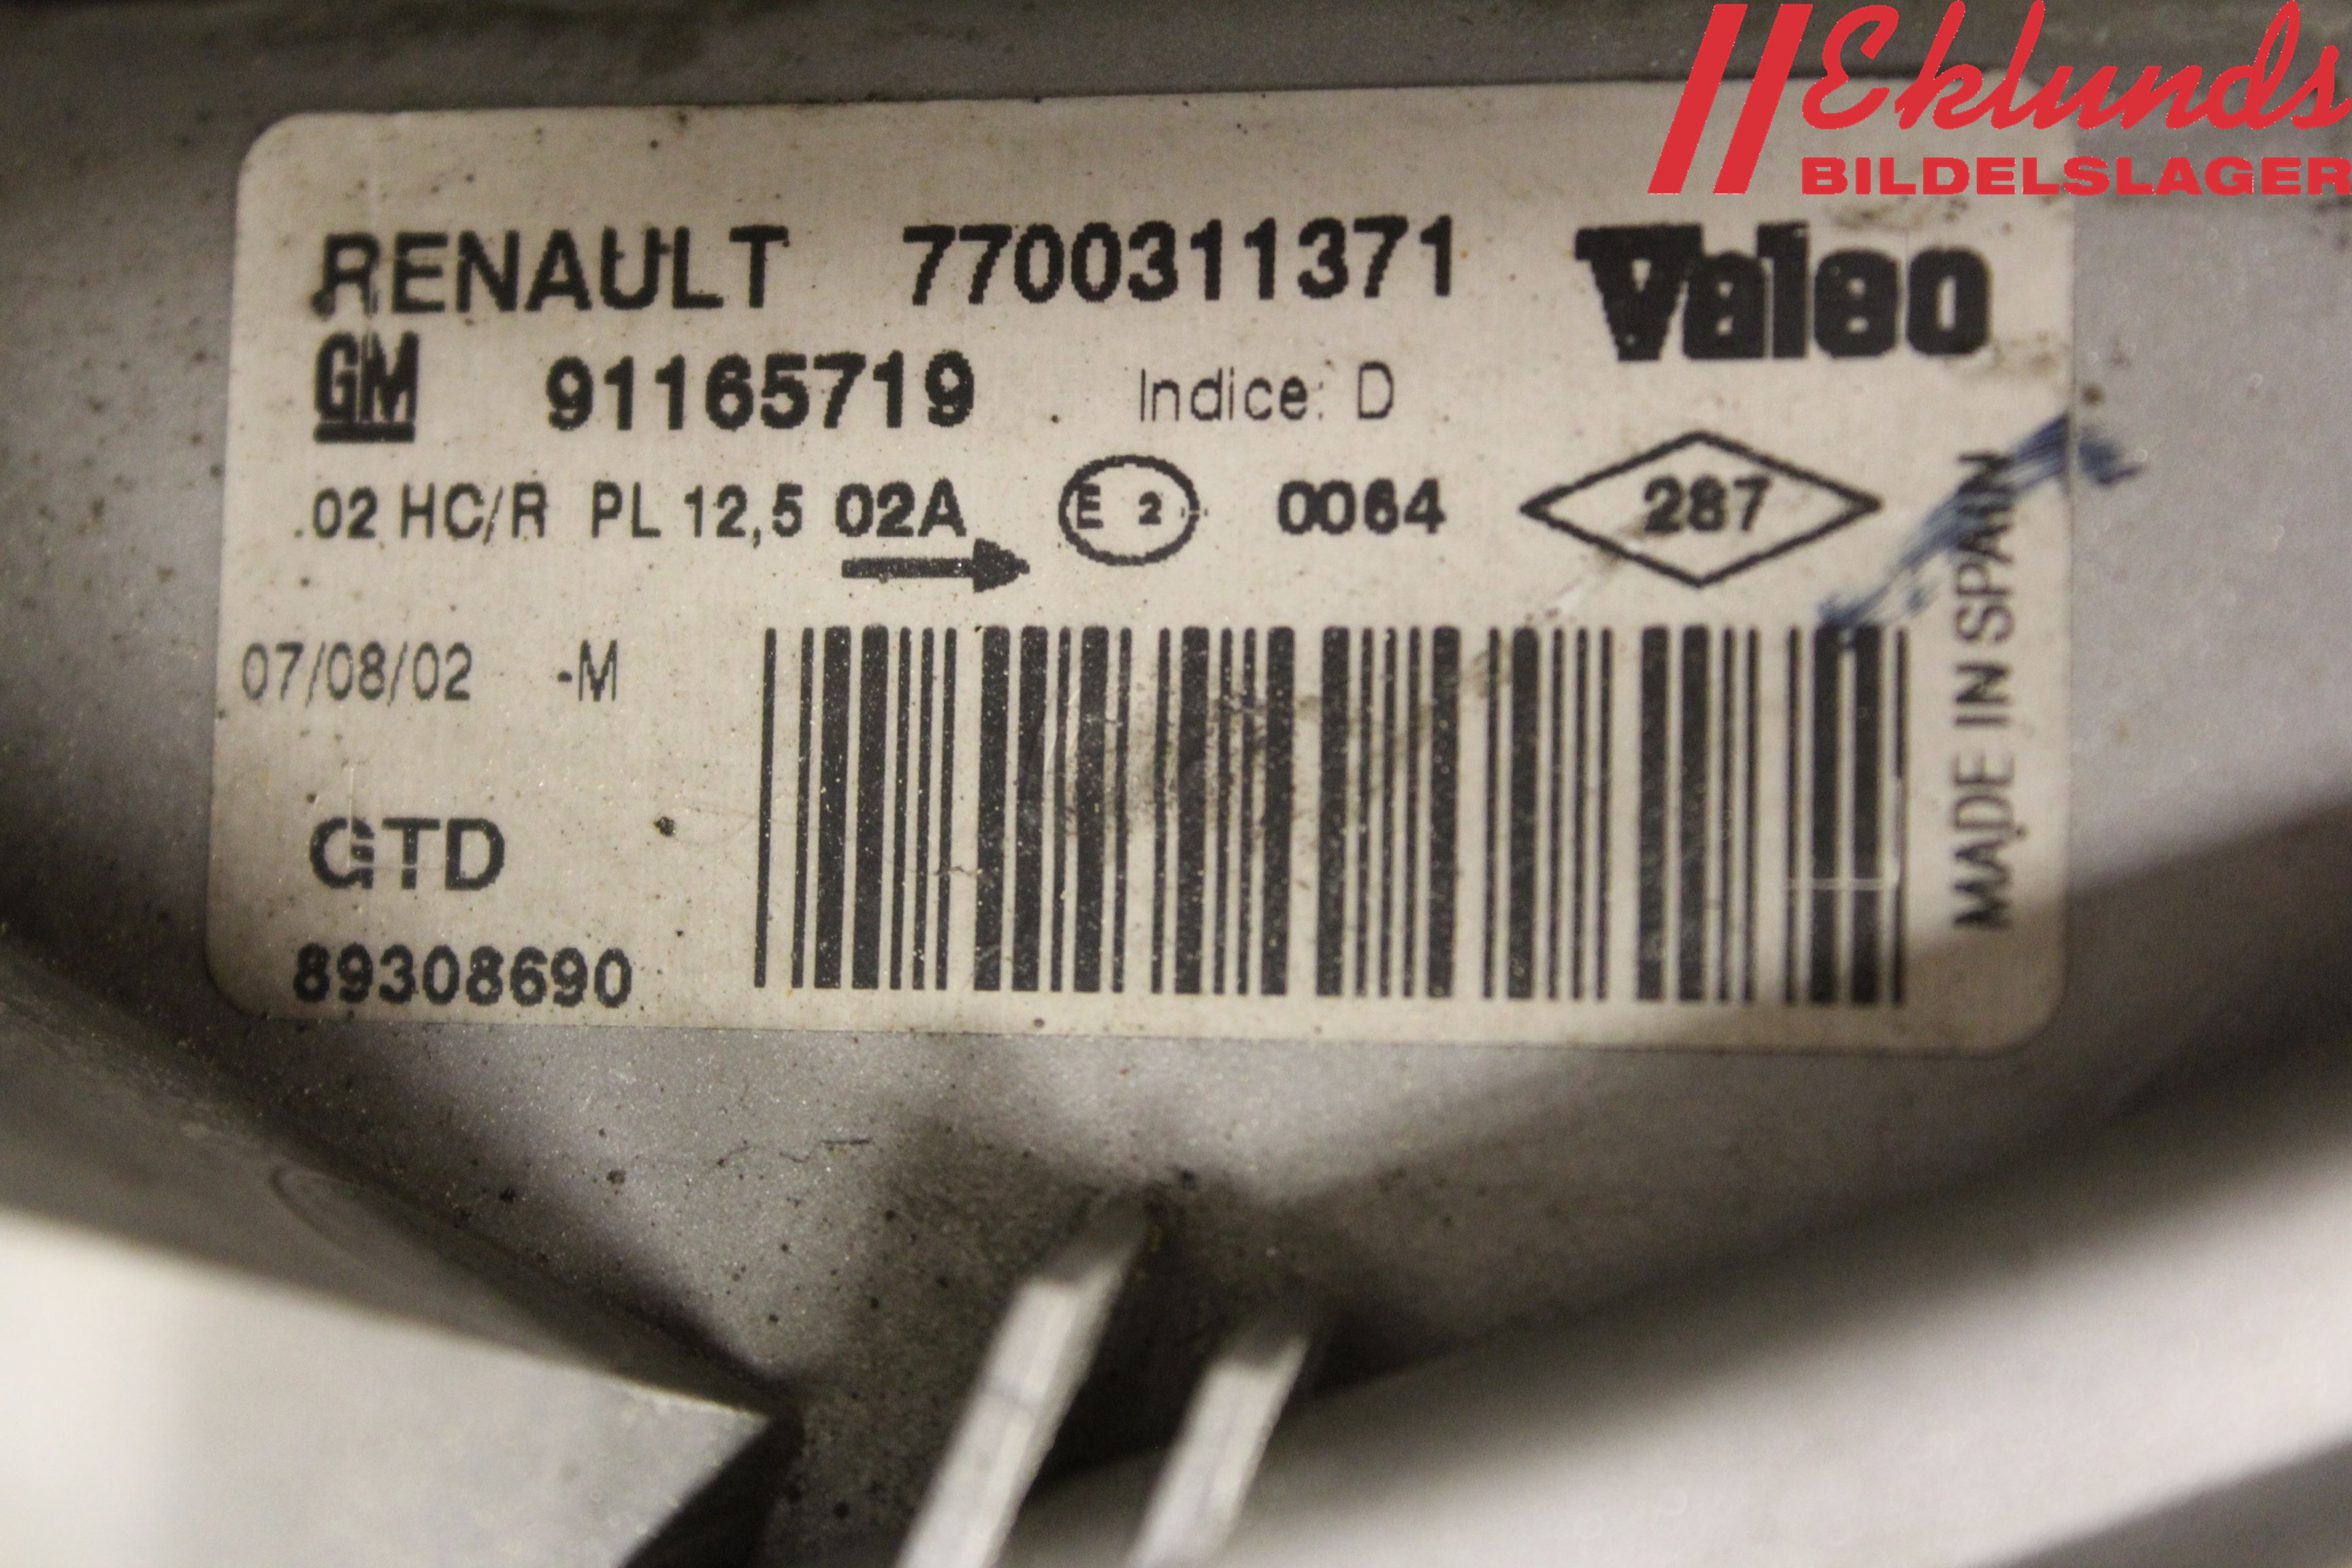 Eklunds
BILDELSLAGER
RENAULT 7700311371 Valeo
GM 91165719 Indice: D
.02 HC/R PL 12,5 02A E 2 0064 287
07/08/02 -M
GTD
89308690
MADE IN SPAIN